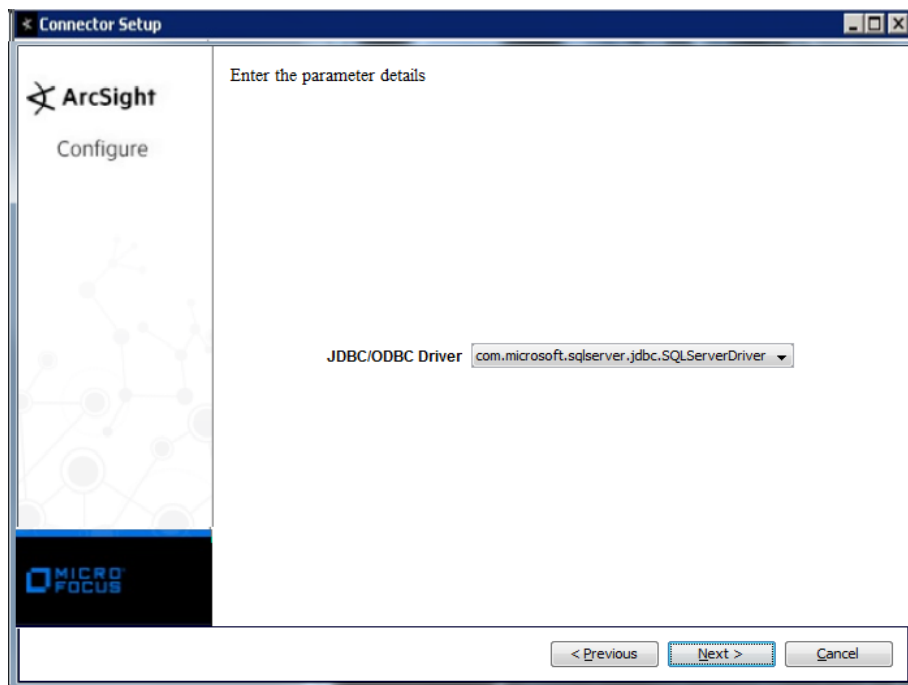 Connector Setup
ArcSight
Configure
Enter the parameter details
JDBC/ODBC Driver com.microsoft.sqlserver.jdbc.SQLServerDriver
MICRO
FOCUS
< Previous Next > Cancel